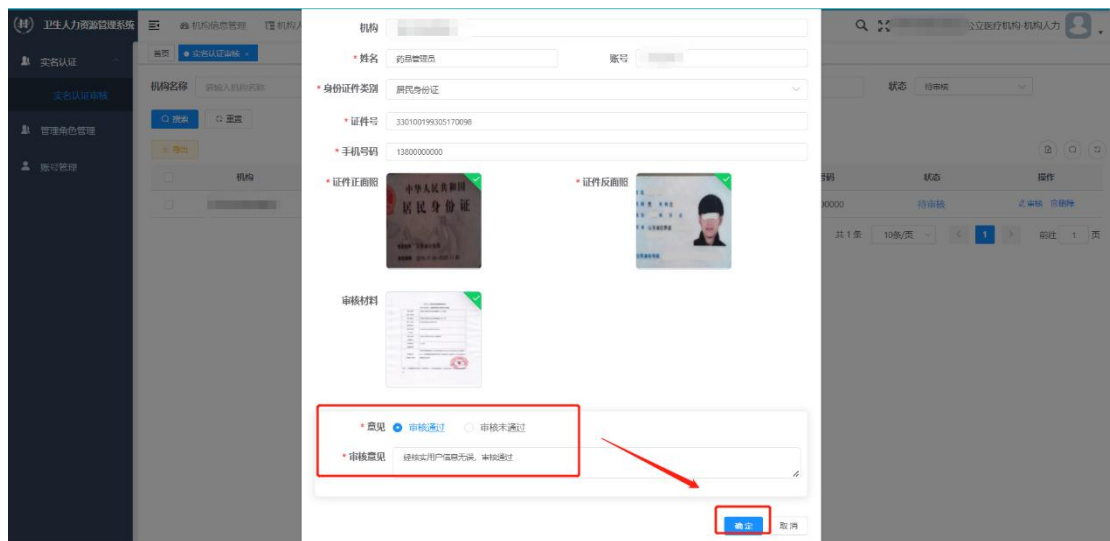 卫生人力资源管理系统
机构信息管理
公立医疗机构-机构人力
首页
实名认证审核
实名认证
实名认证审核
管理角色管理
账号管理
机构名称 请输入机构名称
状态 待审核
搜索 重置
导出
机构 状态 操作
待审核 审核 删除
共 1 条 10条/页 1 前往 1 页
机构
* 姓名 药品管理员 账号
* 身份证件类别 居民身份证
* 证件号 330100199305170098
* 手机号码 13800000000
* 证件正面照 * 证件反面照
中华人民共和国
居民身份证
审核材料
* 意见 审核通过 审核未通过
* 审核意见 经核实用户信息无误，审核通过
确定 取消